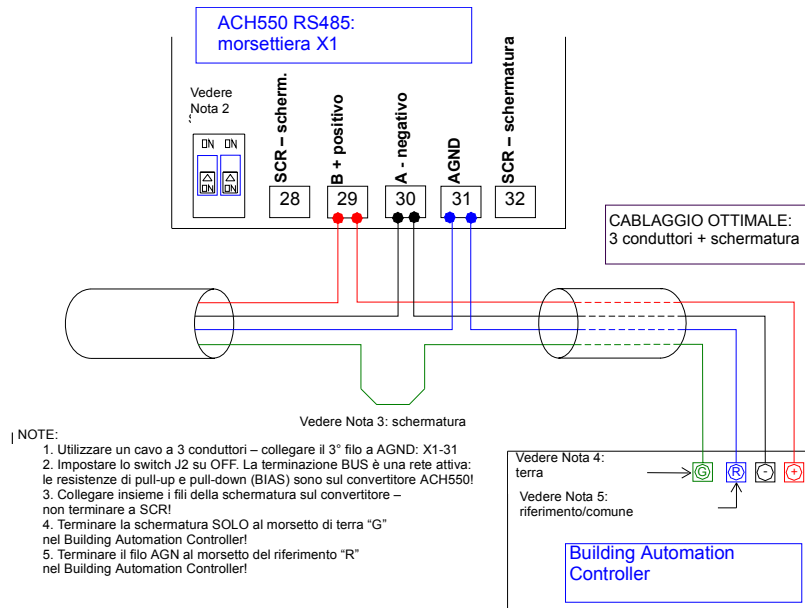 ACH550 RS485:
morsettiera X1
Vedere
Nota 2
ON ON
ON ON
SCR – scherm.
B + positivo
A - negativo
AGND
SCR – schermatura
28
29
30
31
32
CABLAGGIO OTTIMALE:
3 conduttori + schermatura
Vedere Nota 3: schermatura
NOTE:
1. Utilizzare un cavo a 3 conduttori – collegare il 3° filo a AGND: X1-31
2. Impostare lo switch J2 su OFF. La terminazione BUS è una rete attiva:
le resistenze di pull-up e pull-down (BIAS) sono sul convertitore ACH550!
3. Collegare insieme i fili della schermatura sul convertitore –
non terminare a SCR!
4. Terminare la schermatura SOLO al morsetto di terra “G”
nel Building Automation Controller!
5. Terminare il filo AGN al morsetto del riferimento “R”
nel Building Automation Controller!
Vedere Nota 4:
terra
Vedere Nota 5:
riferimento/comune
G
R
-
+
Building Automation
Controller